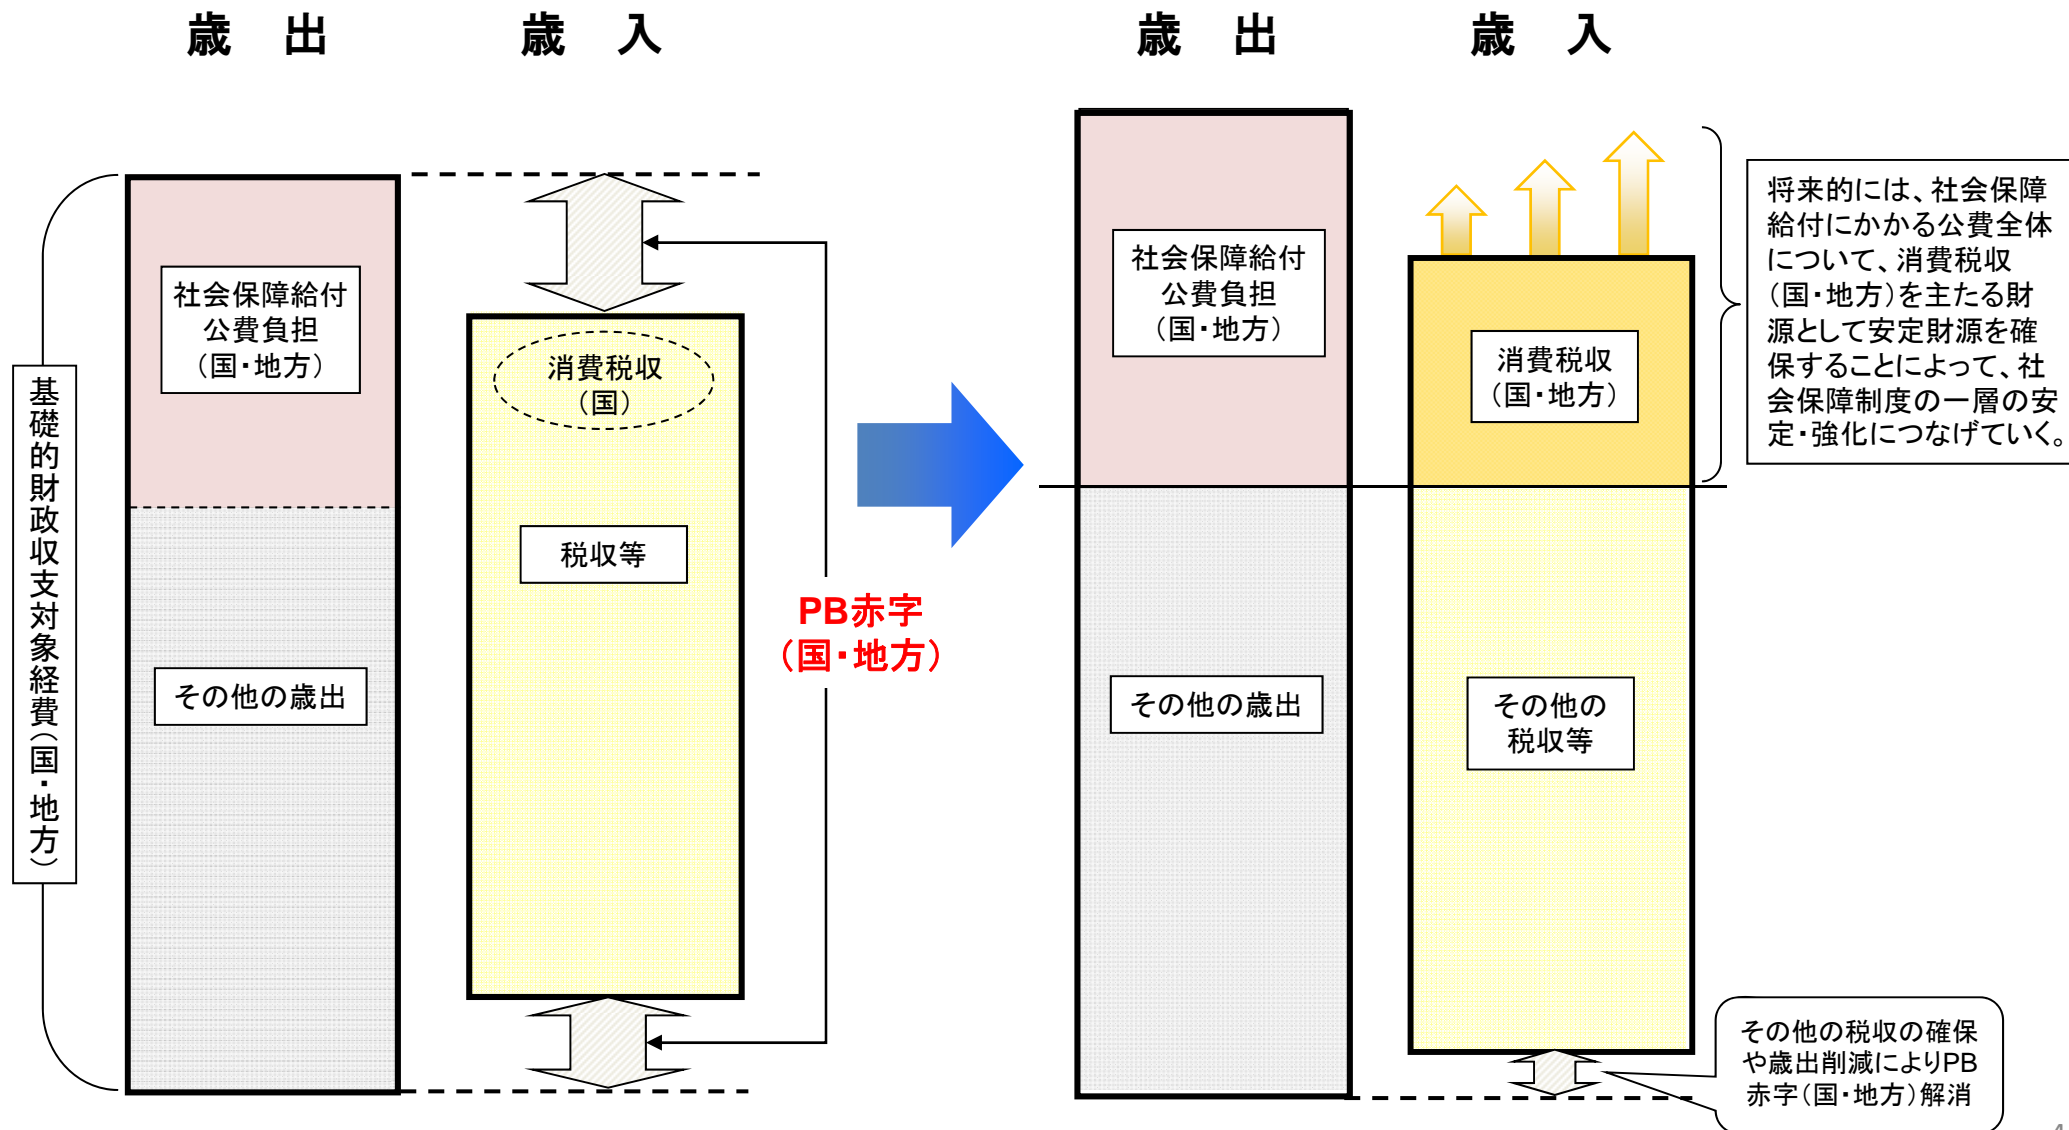 歳 出
歳 入
基礎的財政収支対象経費(国・地方)
社会保障給付
公費負担
(国・地方)
その他の歳出
消費税収
(国)
税収等
PB赤字
(国・地方)
歳 出
歳 入
社会保障給付
公費負担
(国・地方)
その他の歳出
消費税収
(国・地方)
その他の
税収等
将来的には、社会保障
給付にかかる公費全体
について、消費税収
(国・地方)を主たる財
源として安定財源を確
保することによって、社
会保障制度の一層の安
定・強化につなげていく。
その他の税収の確保
や歳出削減によりPB
赤字(国・地方)解消